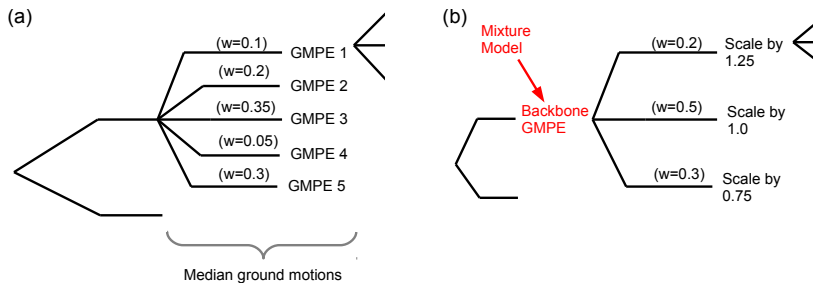 (a)
(w=0.1)
GMPE 1
(w=0.2)
GMPE 2
(w=0.35)
GMPE 3
(w=0.05)
GMPE 4
(w=0.3)
GMPE 5
Median ground motions
(b)
Mixture
Model
Backbone
GMPE
(w=0.2)
Scale by
1.25
(w=0.5)
Scale by
1.0
(w=0.3)
Scale by
0.75